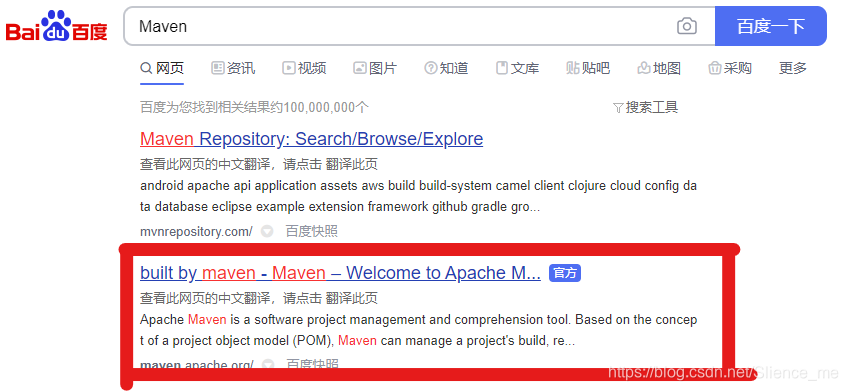 Bai du 百度 Maven 百度一下
网页 资讯 视频 图片 知道 文库 贴吧 地图 采购 更多
百度为您找到相关结果约100,000,000个 搜索工具
Maven Repository: Search/Browse/Explore
查看此网页的中文翻译，请点击 翻译此页
android apache api application assets aws build build-system camel client clojure cloud config da
ta database eclipse example extension framework github gradle gro...
mvnrepository.com/ 百度快照
built by maven - Maven – Welcome to Apache M... 官方
查看此网页的中文翻译，请点击 翻译此页
Apache Maven is a software project management and comprehension tool. Based on the concep
t of a project object model (POM), Maven can manage a project's build, re...
maven.apache.org/ 百度快照
https://blog.csdn.net/Slience_me